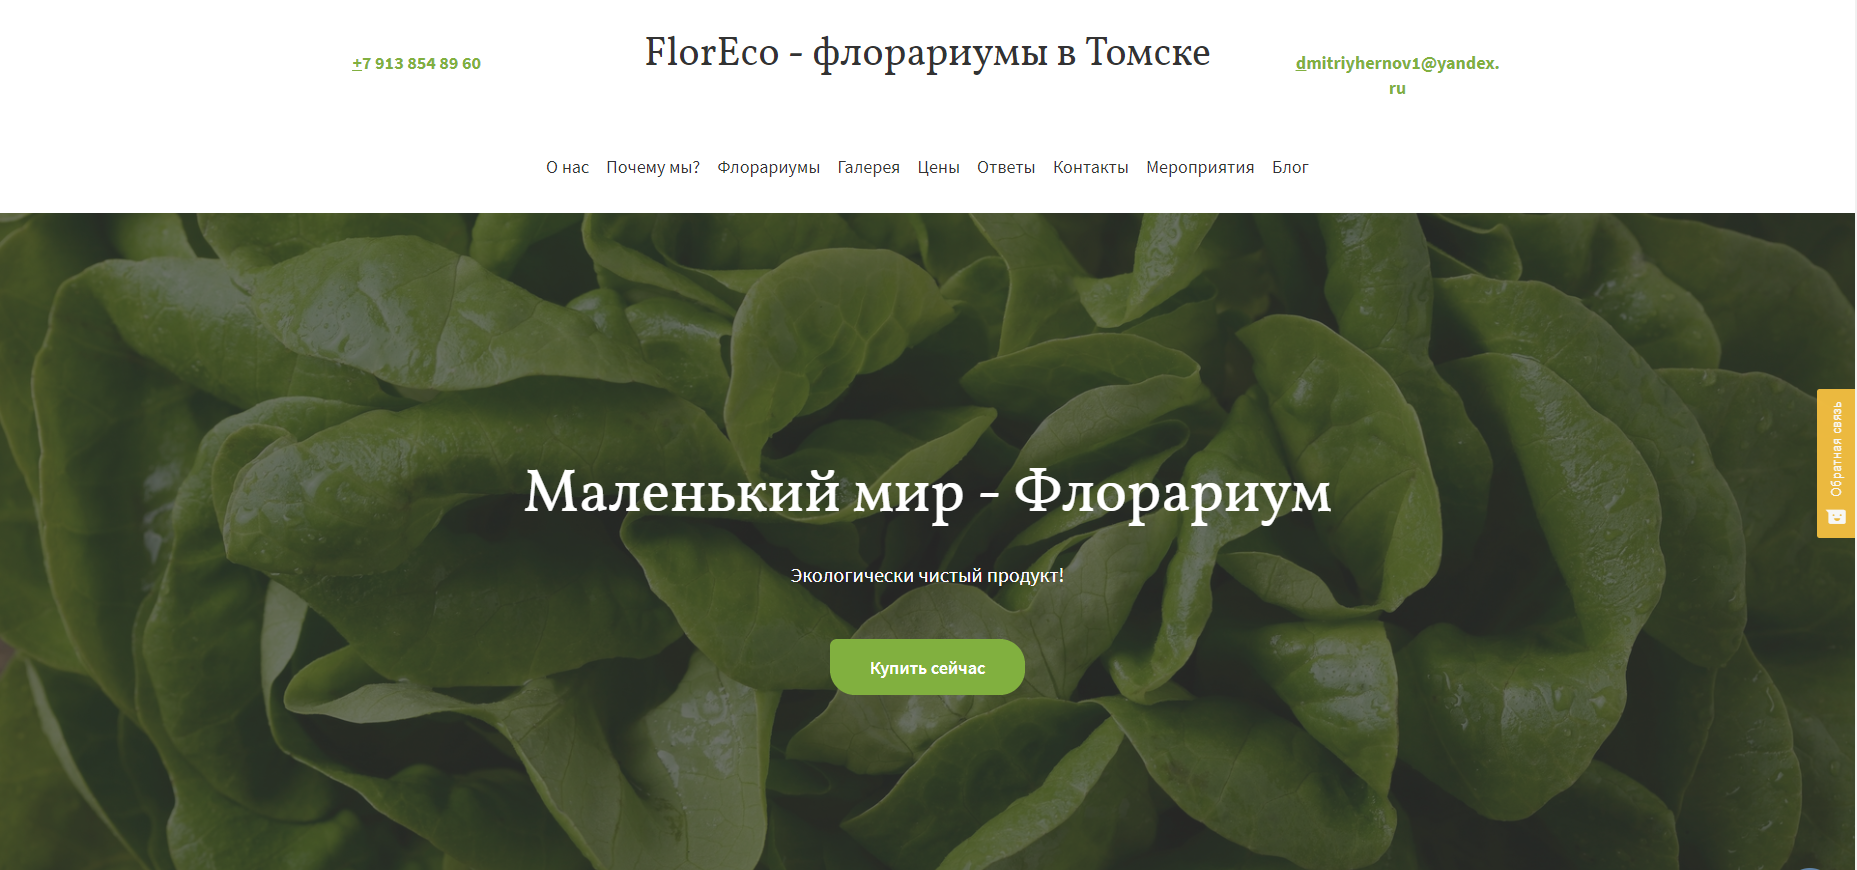 +7 913 854 89 60
FlorEco - флорариумы в Томске
dmitriyhernov1@yandex.
ru
О нас Почему мы? Флорариумы Галерея Цены Ответы Контакты Мероприятия Блог
Маленький мир - Флорариум
Экологически чистый продукт!
Купить сейчас
Обратная связь